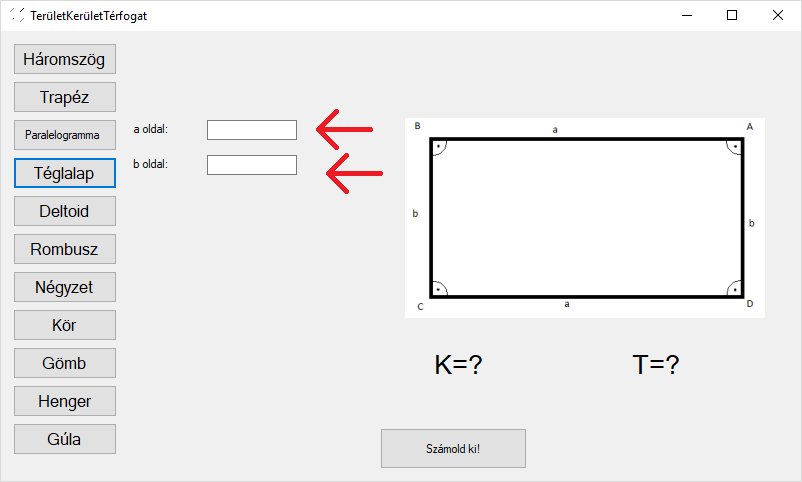 TerületKerületTérfogat
Háromszög
Trapéz
Paralelogramma
Téglalap
Deltoid
Rombusz
Négyzet
Kör
Gömb
Henger
Gúla
a oldal:
b oldal:
B
a
A
b
b
C
a
D
K=?
T=?
Számold ki!